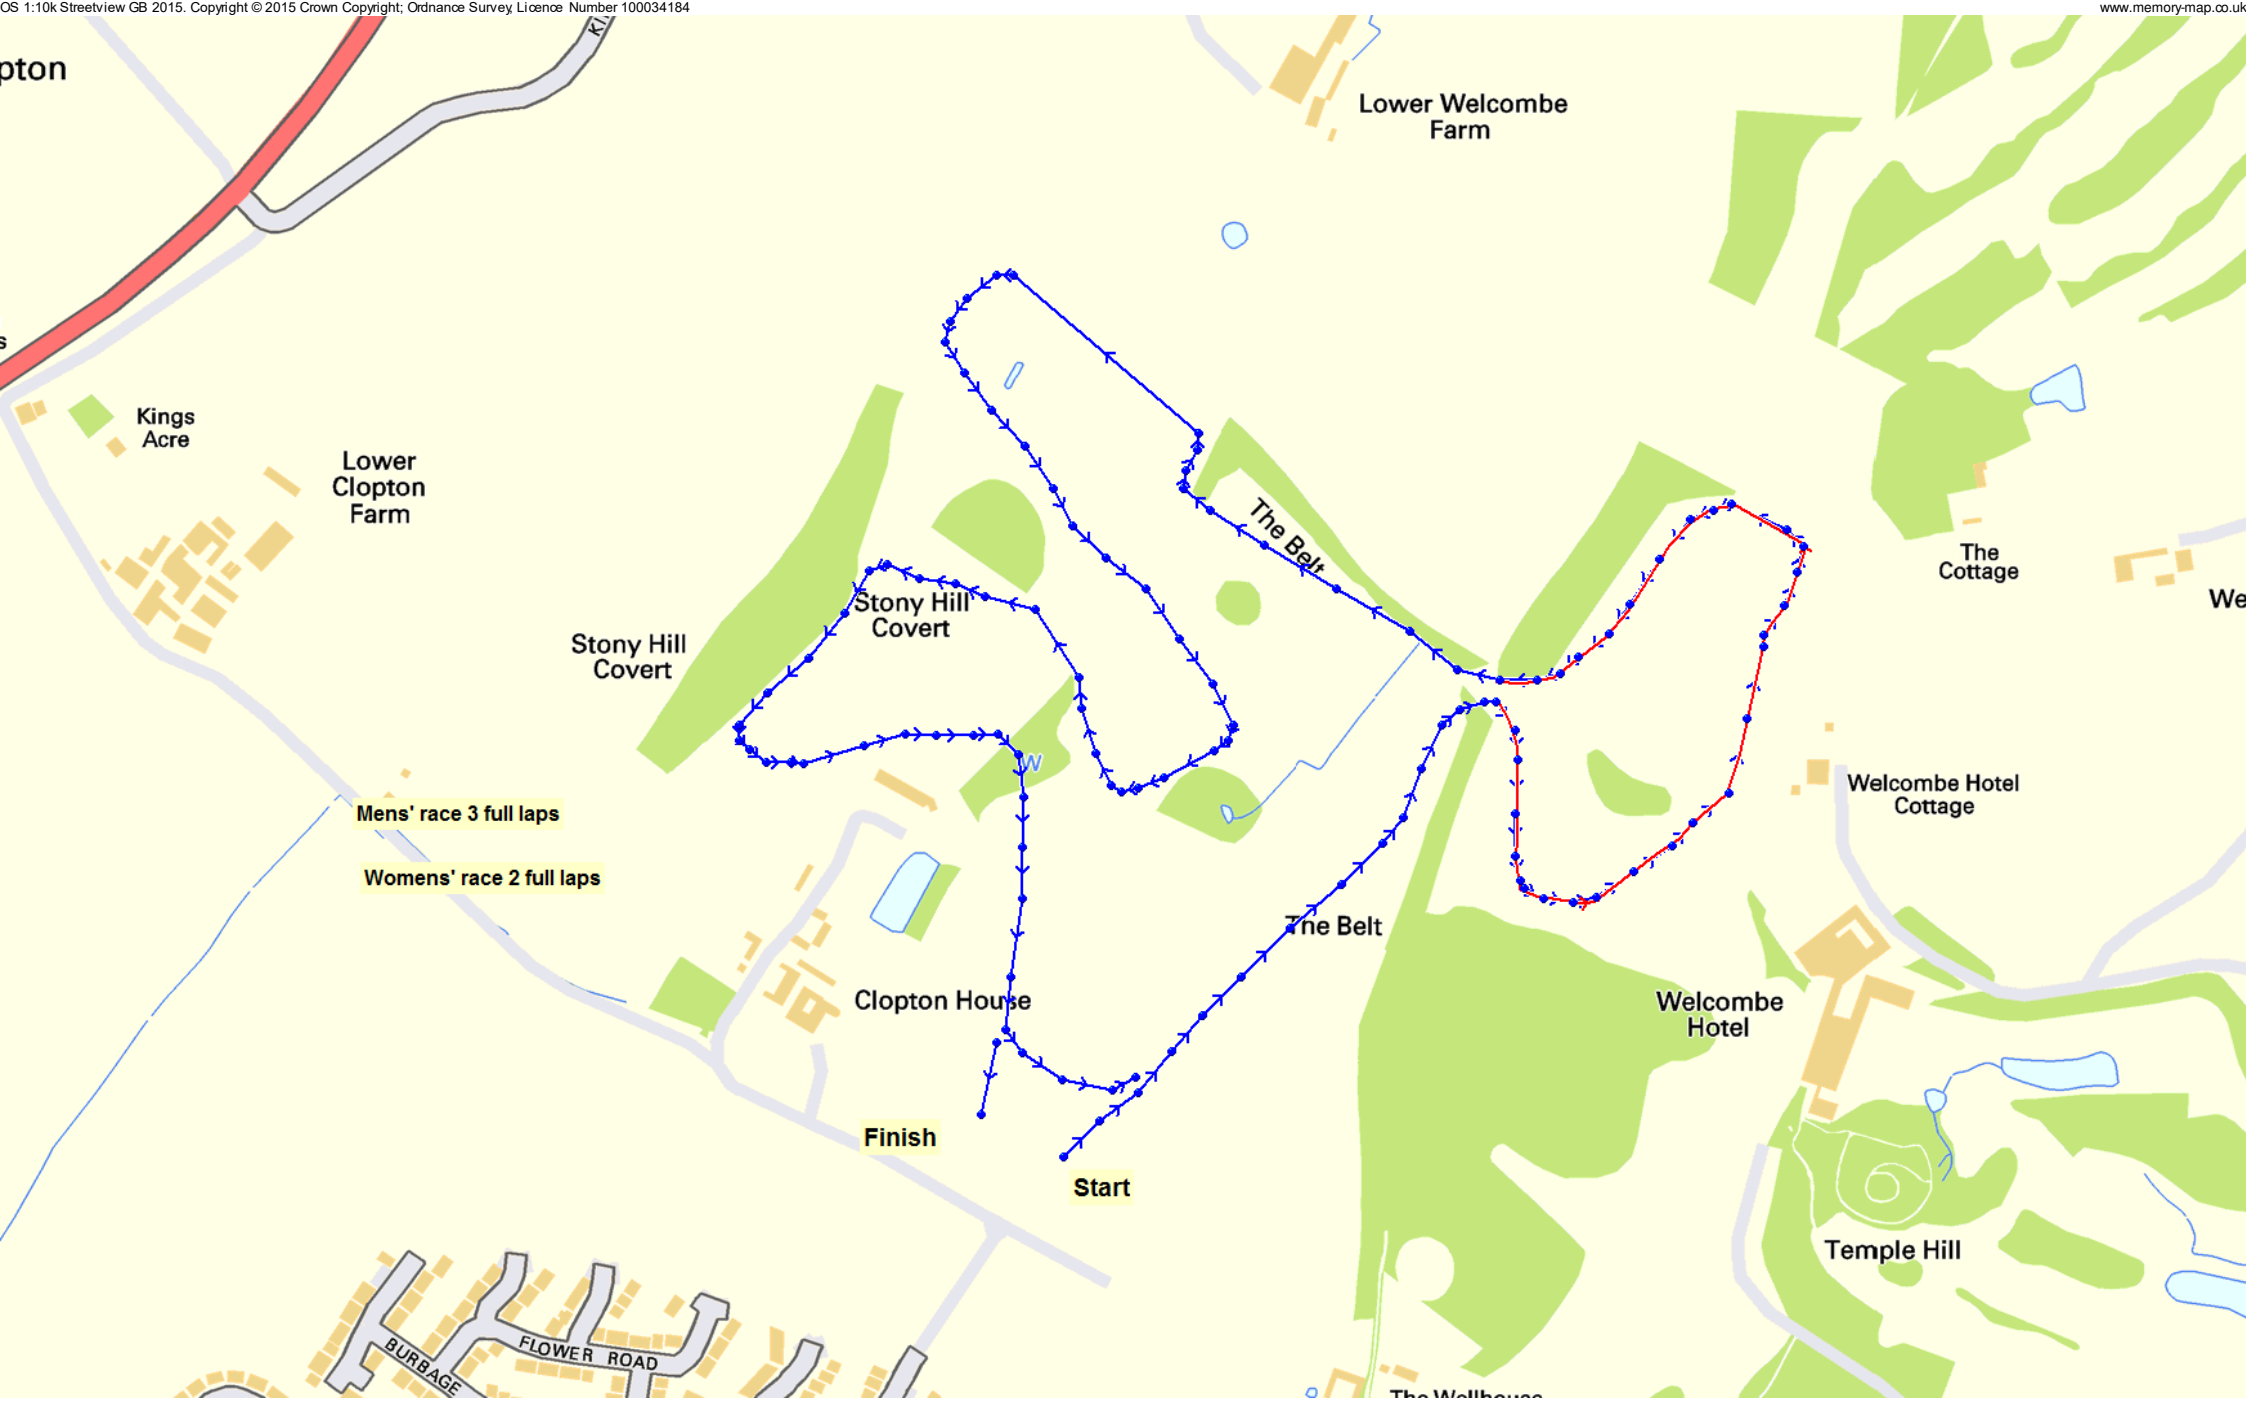 OS 1:10k Streetview GB 2015. Copyright © 2015 Crown Copyright; Ordnance Survey, Licence Number 100034184
www.memory-map.co.uk
pton
Lower Welcombe
Farm
Kings
Acre
Lower
Clopton
Farm
The Belt
The
Cottage
We
Stony Hill
Covert
Stony Hill
Covert
W
Welcombe Hotel
Cottage
Mens' race 3 full laps
Womens' race 2 full laps
The Belt
Clopton House
Welcombe
Hotel
Finish
Start
Temple Hill
FLOWER ROAD
BURBAGE
The Wellhouse